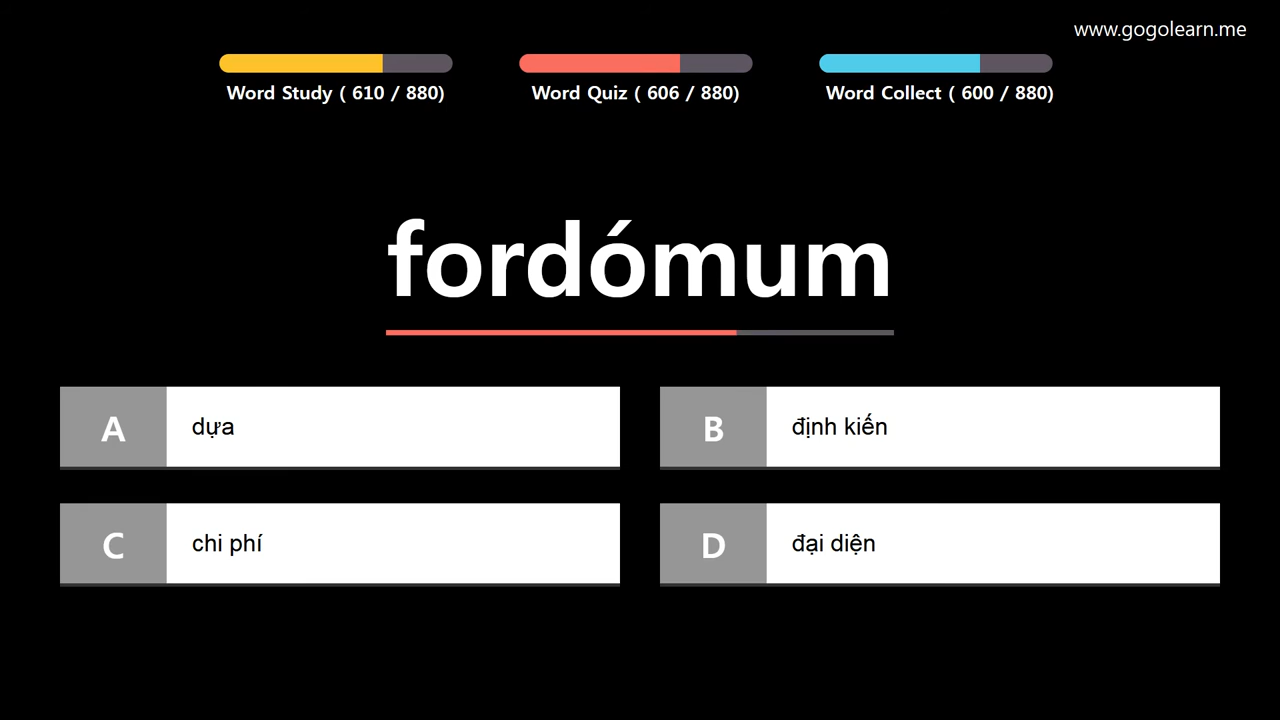 www.gogolearn.me
Word Study ( 610 / 880)
Word Quiz ( 606 / 880)
Word Collect ( 600 / 880)
fordómum
A
dựa
B
định kiến
C
chi phí
D
đại diện